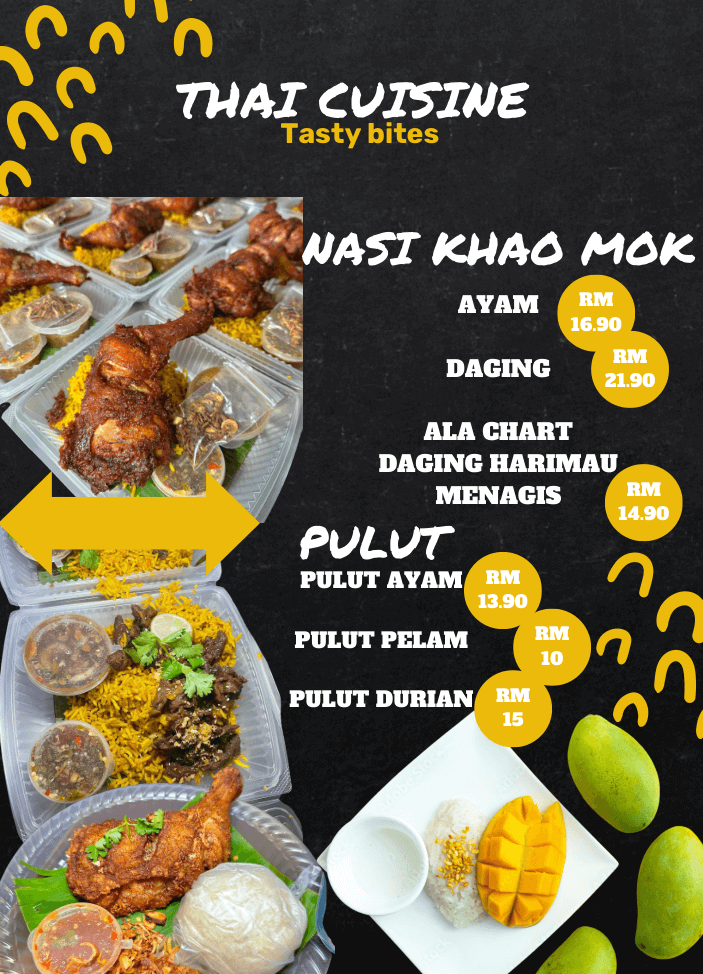 THAI CUISINE
Tasty bites
NASI KHAO MOK
AYAM
RM
16.90
DAGING
RM
21.90
ALA CHART
DAGING HARIMAU
MENAGIS
RM
14.90
PULUT
PULUT AYAM
RM
13.90
PULUT PELAM
RM
10
PULUT DURIAN
RM
15